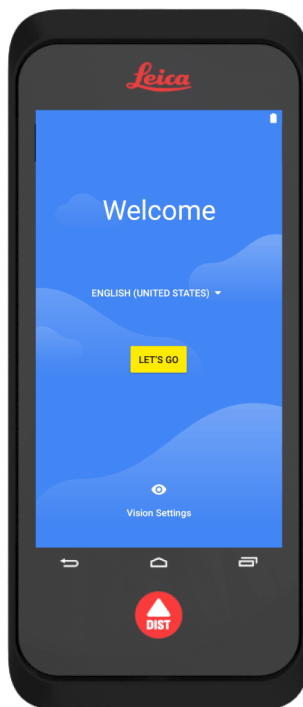 Leica
Welcome
ENGLISH (UNITED STATES)
LET'S GO
Vision Settings
DIST